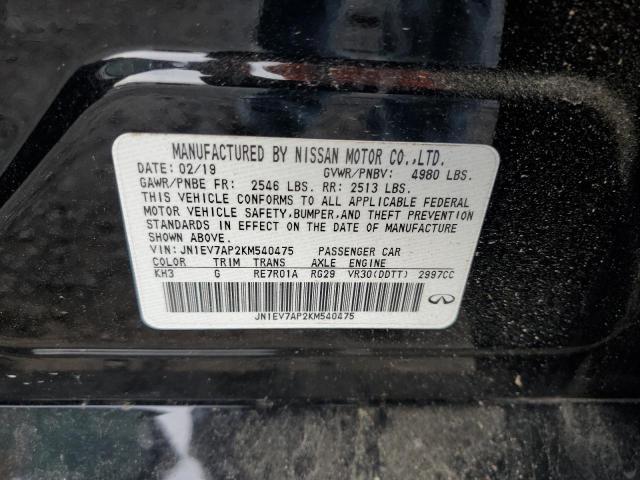 MANUFACTURED BY NISSAN MOTOR CO.,LTD.
DATE: 02/19 GVWR/PNBV: 4980 LBS.
GAWR/PNBE FR: 2546 LBS. RR: 2513 LBS.
THIS VEHICLE CONFORMS TO ALL APPLICABLE FEDERAL
MOTOR VEHICLE SAFETY, BUMPER, AND THEFT PREVENTION
STANDARDS IN EFFECT ON THE DATE OF MANUFACTURE
SHOWN ABOVE.
VIN: JN1EV7AP2KM540475 PASSENGER CAR
COLOR TRIM TRANS AXLE ENGINE
KH3 G RE7R01A RG29 VR30(DDTT) 2997CC
JN1EV7AP2KM540475